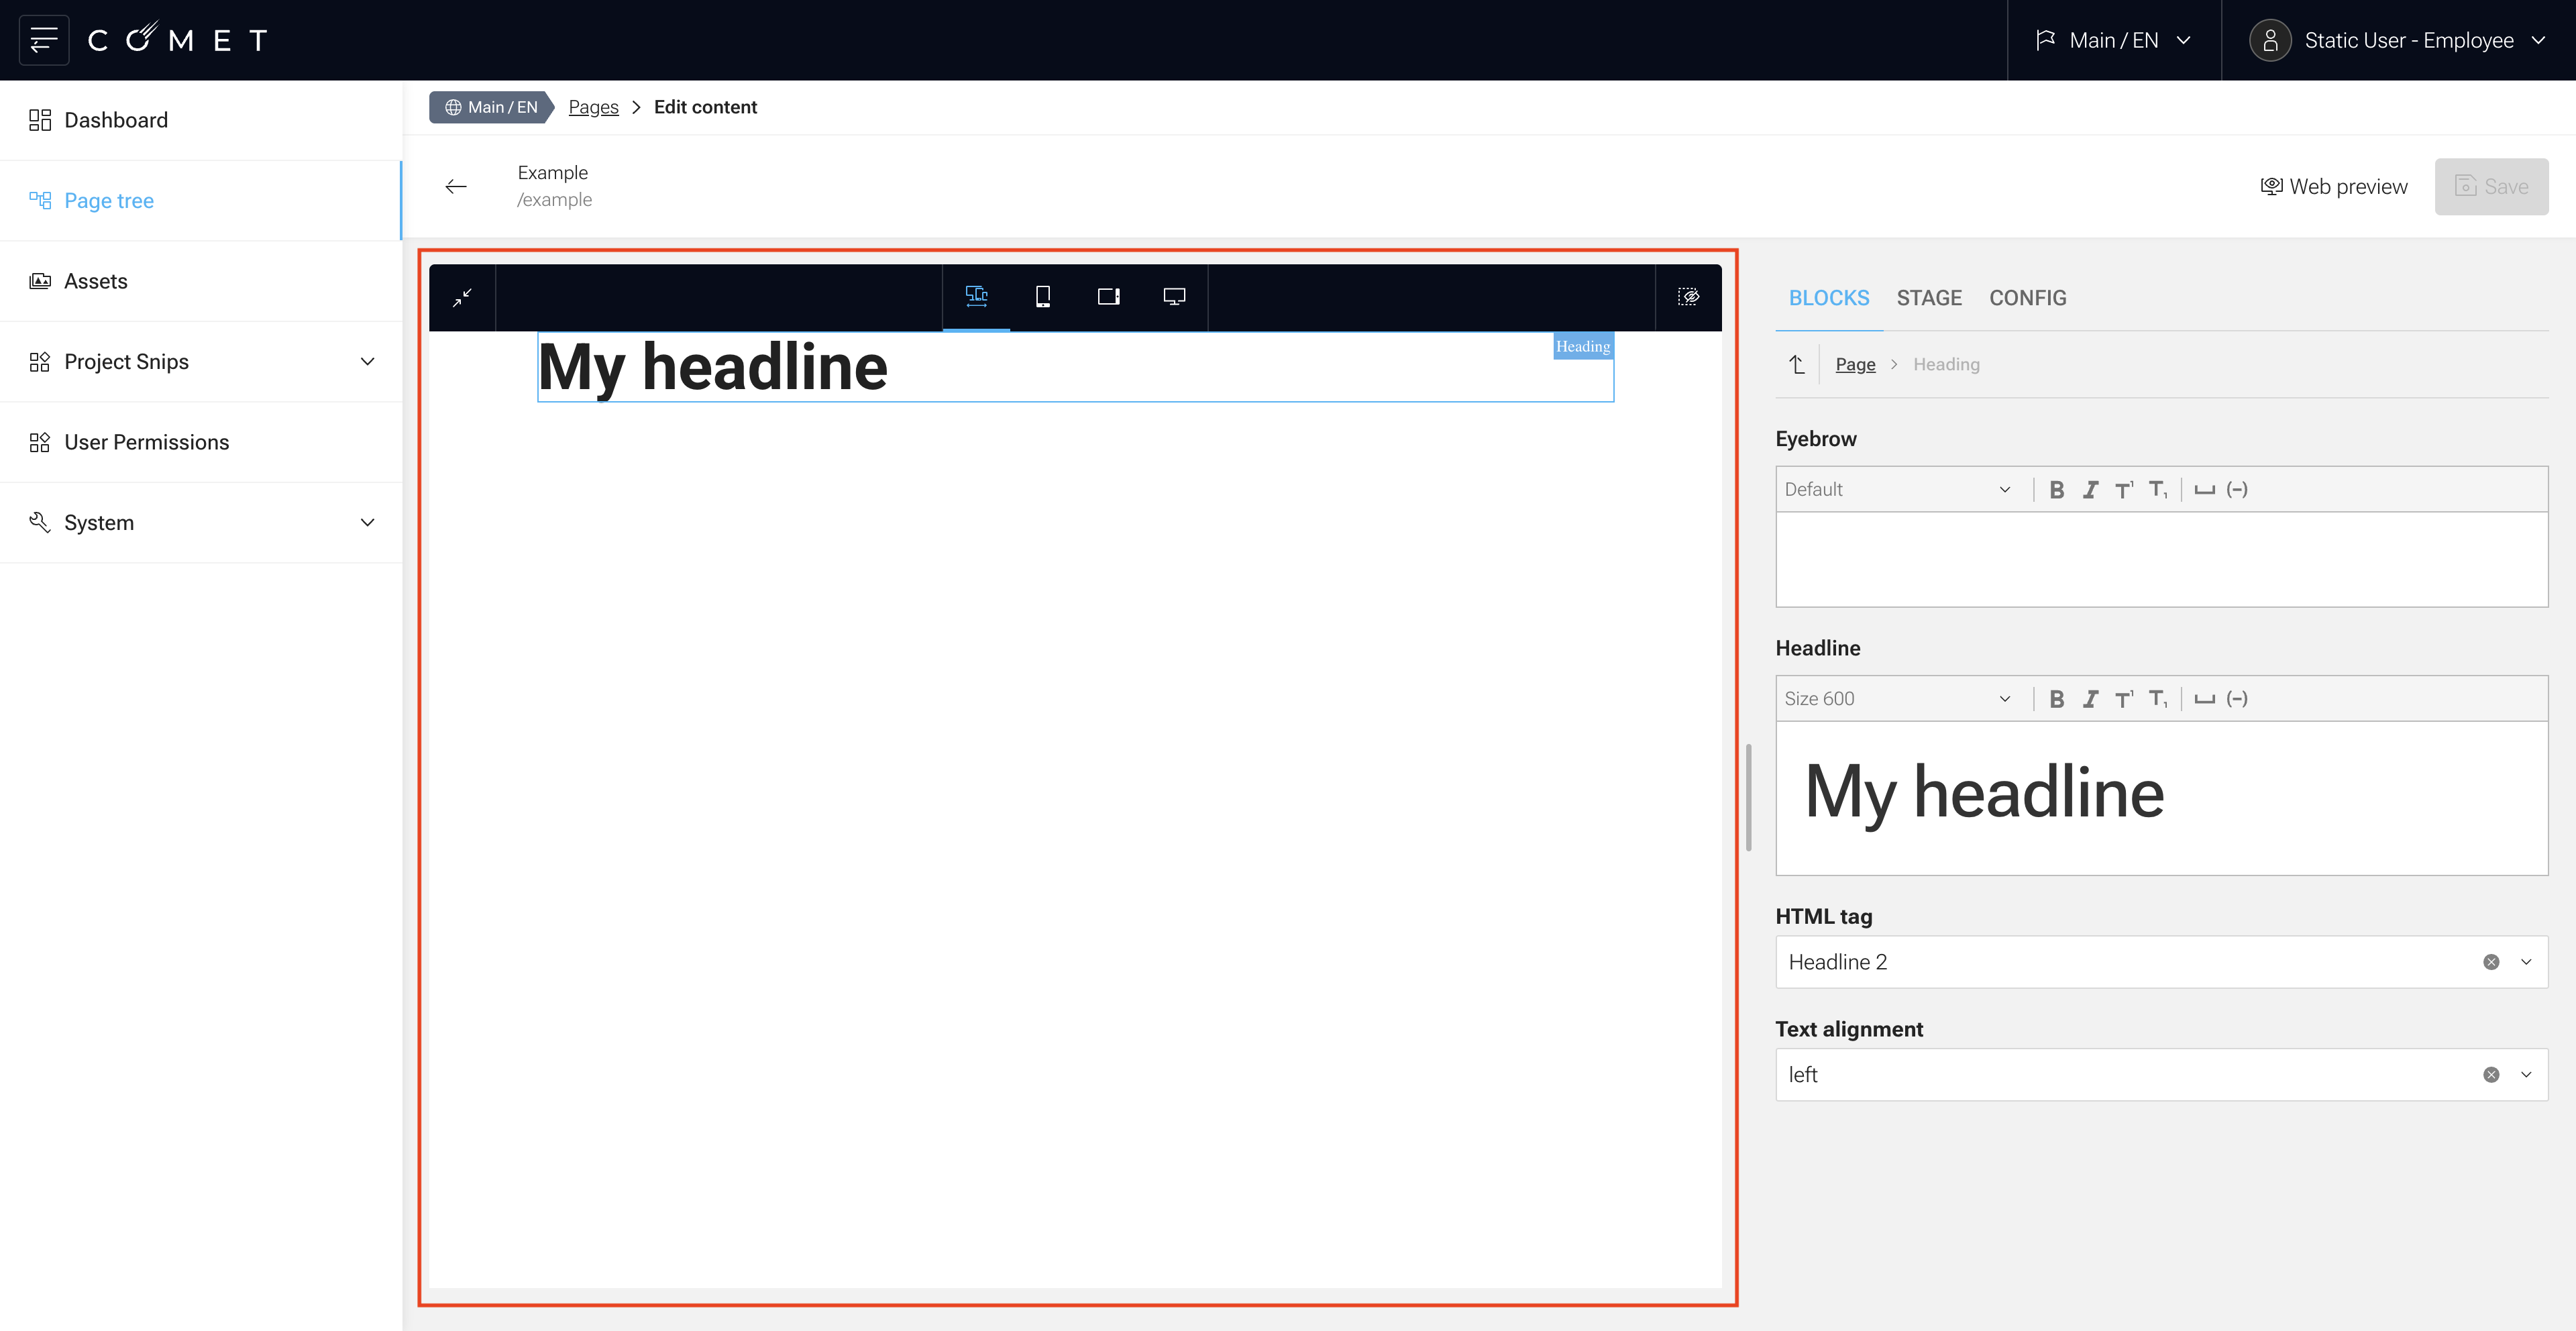 COMET
Main / EN
Static User - Employee
Dashboard
Page tree
Assets
Project Snips
User Permissions
System
Main / EN
Pages > Edit content
Example
/example
Web preview
Save
My headline
Heading
BLOCKS
STAGE
CONFIG
Page > Heading
Eyebrow
Default
Headline
Size 600
My headline
HTML tag
Headline 2
Text alignment
left